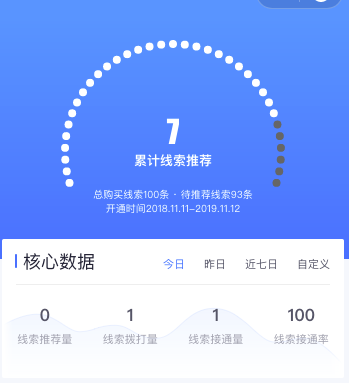 7
累计线索推荐
总购买线索100条 · 待推荐线索93条
开通时间2018.11.11-2019.11.12
核心数据 今日 昨日 近七日 自定义
0 1 1 100
线索推荐量 线索拨打量 线索接通量 线索接通率